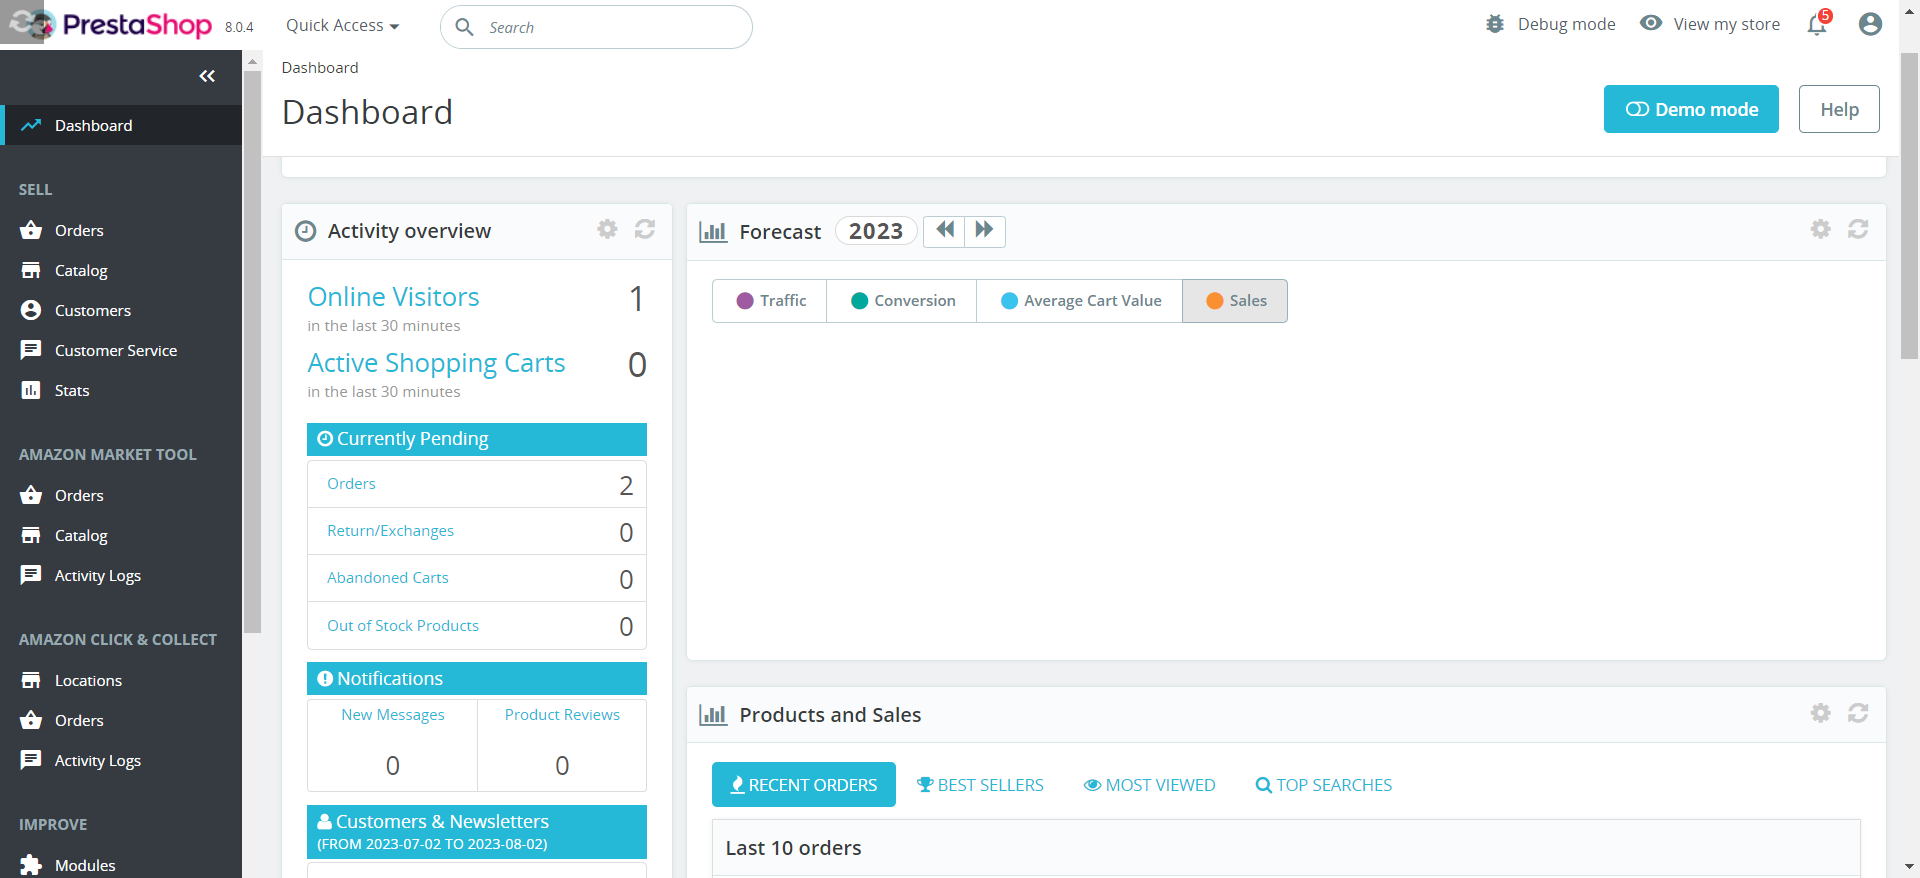 PrestaShop 8.0.4
Quick Access
Search
Debug mode
View my store
5
Dashboard
Dashboard
Demo mode
Help
Dashboard
SELL
Orders
Catalog
Customers
Customer Service
Stats
AMAZON MARKET TOOL
Orders
Catalog
Activity Logs
AMAZON CLICK & COLLECT
Locations
Orders
Activity Logs
IMPROVE
Modules
Activity overview
Online Visitors 1
in the last 30 minutes
Active Shopping Carts 0
in the last 30 minutes
Currently Pending
Orders 2
Return/Exchanges 0
Abandoned Carts 0
Out of Stock Products 0
Notifications
New Messages Product Reviews
0 0
Customers & Newsletters
(FROM 2023-07-02 TO 2023-08-02)
Forecast 2023
Traffic Conversion Average Cart Value Sales
Products and Sales
RECENT ORDERS BEST SELLERS MOST VIEWED TOP SEARCHES
Last 10 orders